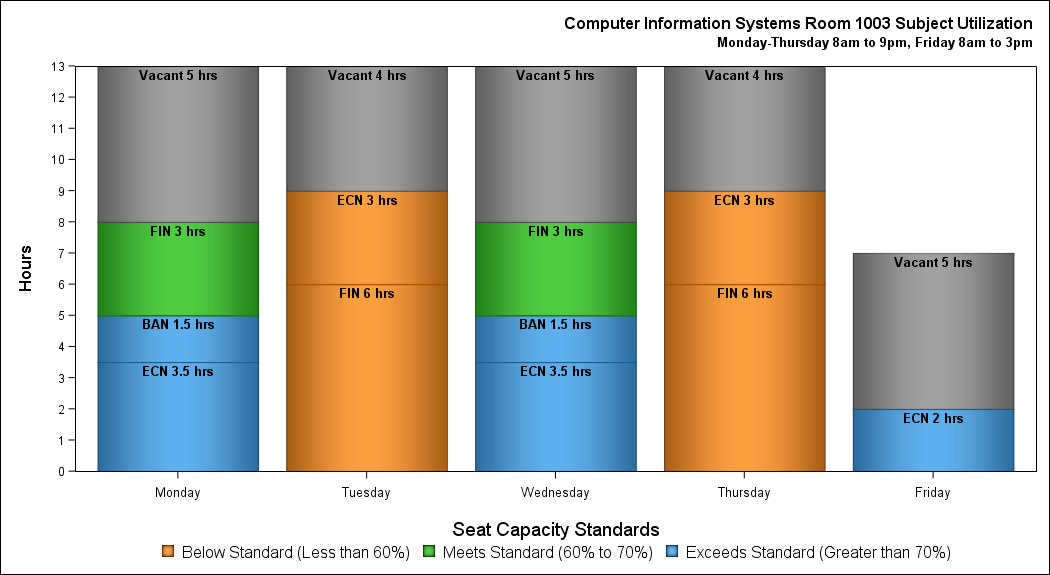 Computer Information Systems Room 1003 Subject Utilization
Monday-Thursday 8am to 9pm, Friday 8am to 3pm
Hours
13
12
11
10
9
8
7
6
5
4
3
2
1
0
Vacant 5 hrs
FIN 3 hrs
BAN 1.5 hrs
ECN 3.5 hrs
Vacant 4 hrs
ECN 3 hrs
FIN 6 hrs
Vacant 5 hrs
FIN 3 hrs
BAN 1.5 hrs
ECN 3.5 hrs
Vacant 4 hrs
ECN 3 hrs
FIN 6 hrs
Vacant 5 hrs
ECN 2 hrs
Monday Tuesday Wednesday Thursday Friday
Seat Capacity Standards
Below Standard (Less than 60%) Meets Standard (60% to 70%) Exceeds Standard (Greater than 70%)